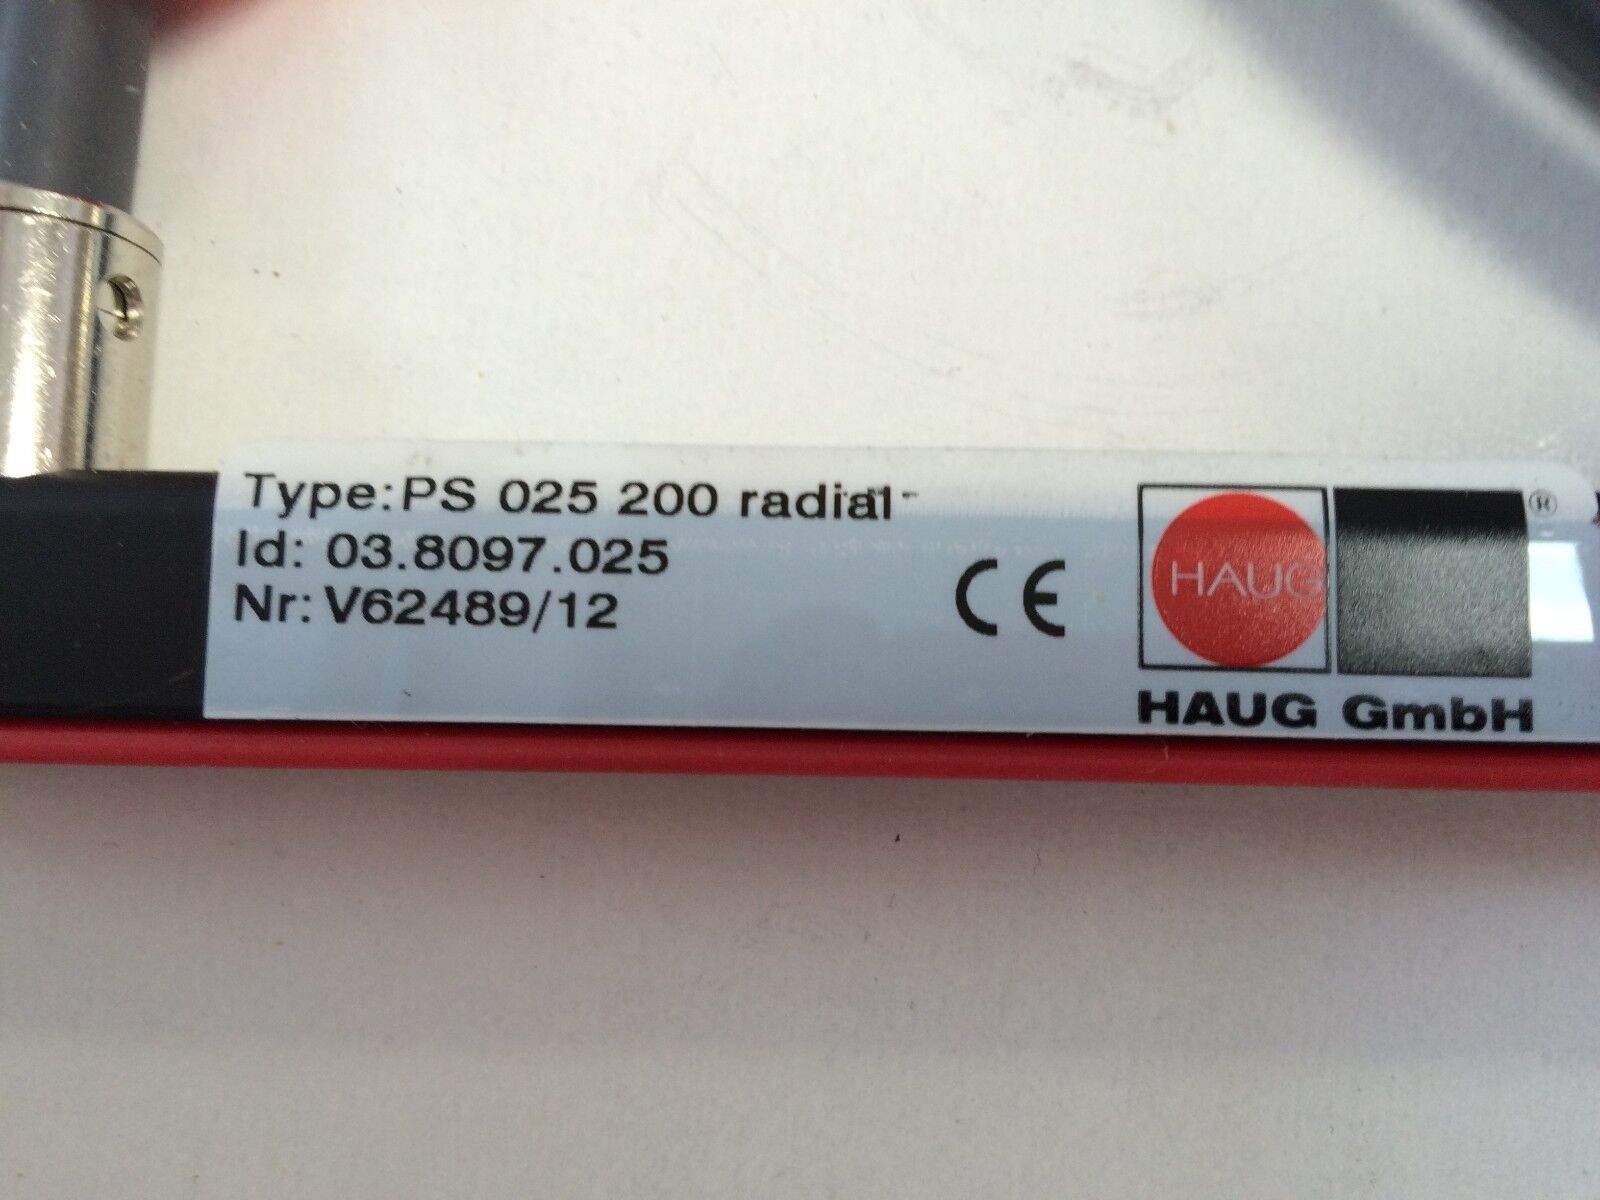 Type: PS 025 200 radial
Id: 03.8097.025
Nr: V62489/12
CE
HAUG
®
HAUG GmbH